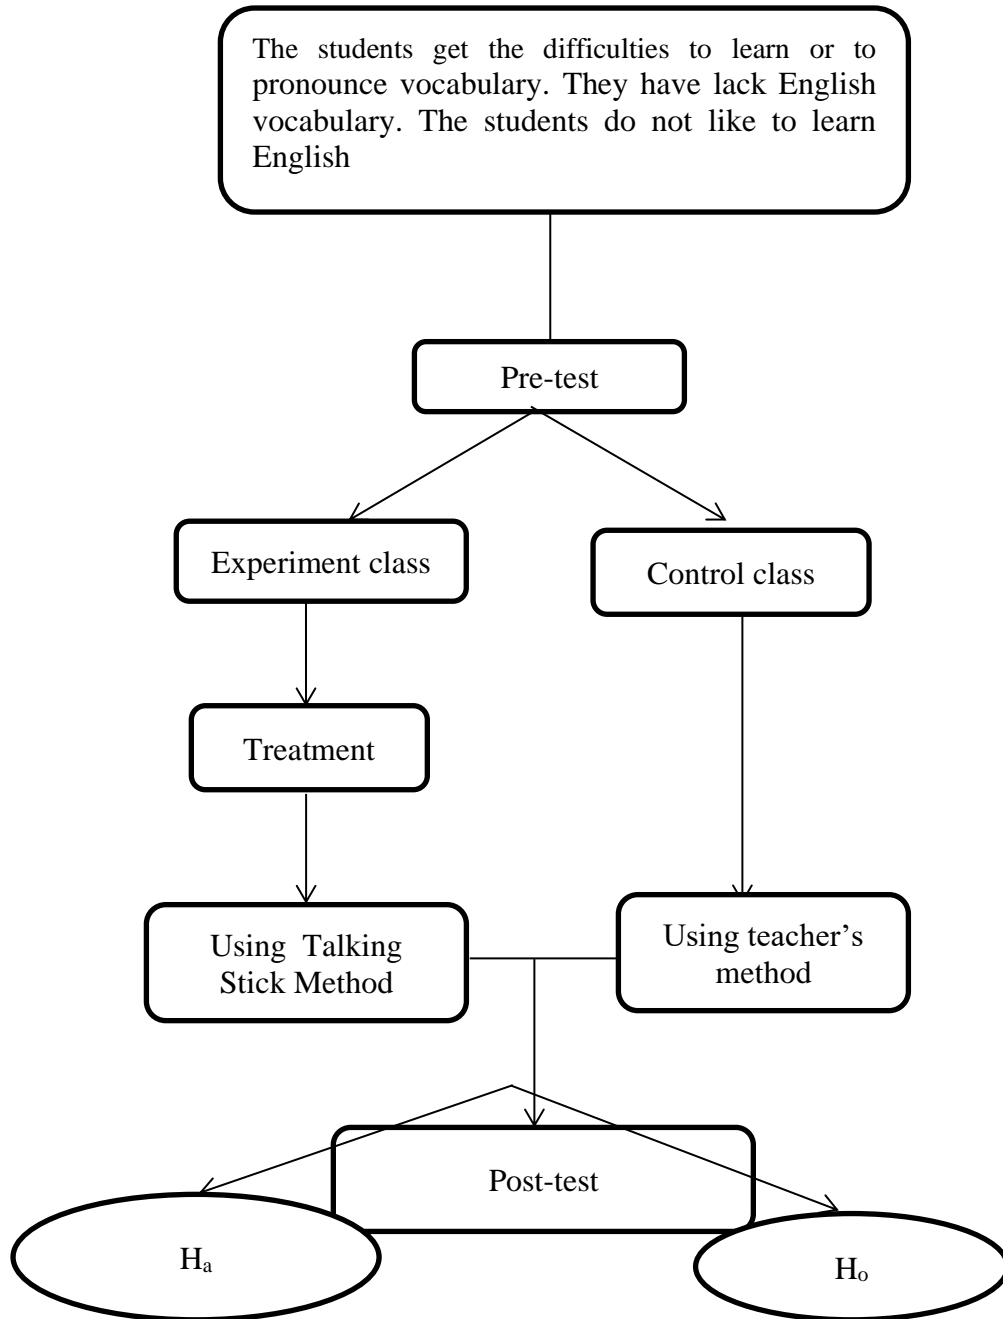 The students get the difficulties to learn or to
pronounce vocabulary. They have lack English
vocabulary. The students do not like to learn
English
Pre-test
Experiment class
Control class
Treatment
Using Talking
Stick Method
Using teacher’s
method
Post-test
Hₐ
Hₒ